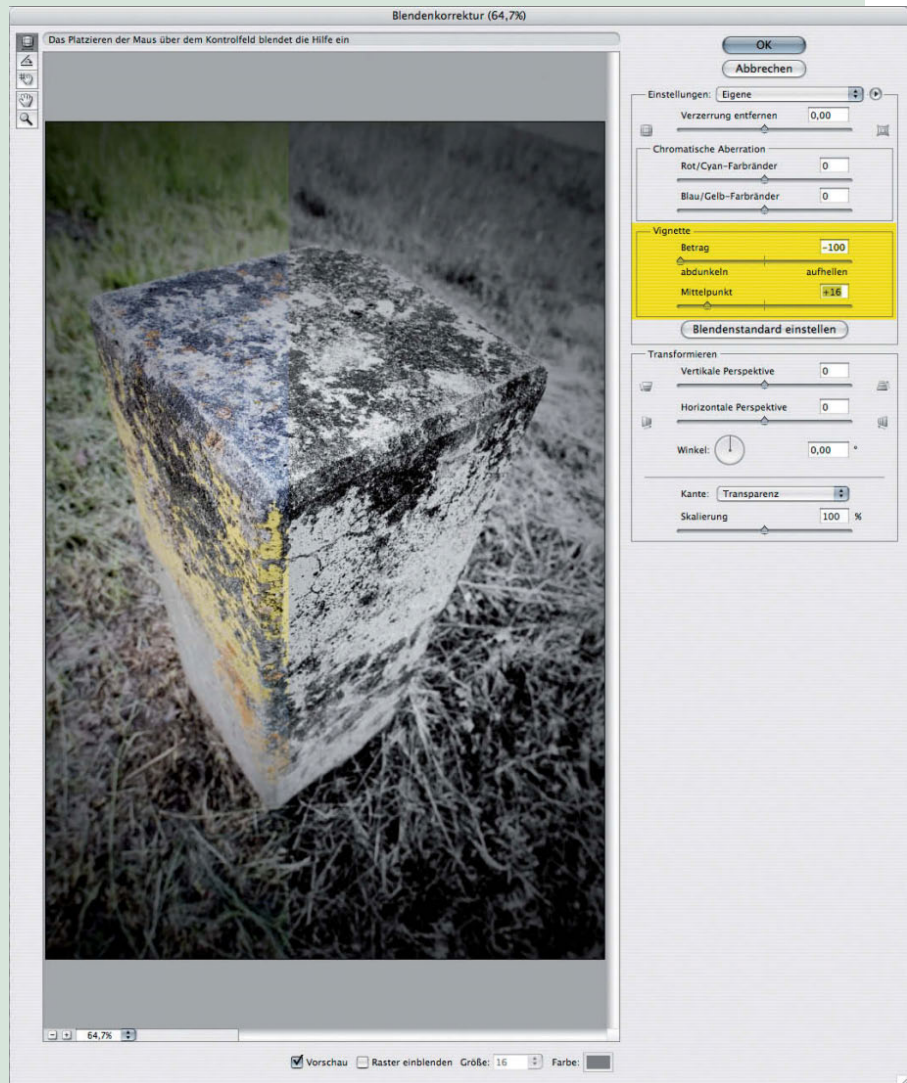 Blendenkorrektur (64,7%)
Das Platzieren der Maus über dem Kontrolfeld blendet die Hilfe ein
OK
Abbrechen
Einstellungen: Eigene
Verzerrung entfernen 0,00
Chromatische Aberration
Rot/Cyan-Farbränder 0
Blau/Gelb-Farbränder 0
Vignette
Betrag -100
abdunkeln aufhellen
Mittelpunkt +16
Blendenstandard einstellen
Transformieren
Vertikale Perspektive 0
Horizontale Perspektive 0
Winkel: 0,00 °
Kante: Transparenz
Skalierung 100 %
64,7%
Vorschau Raster einblenden Größe: 16 Farbe: